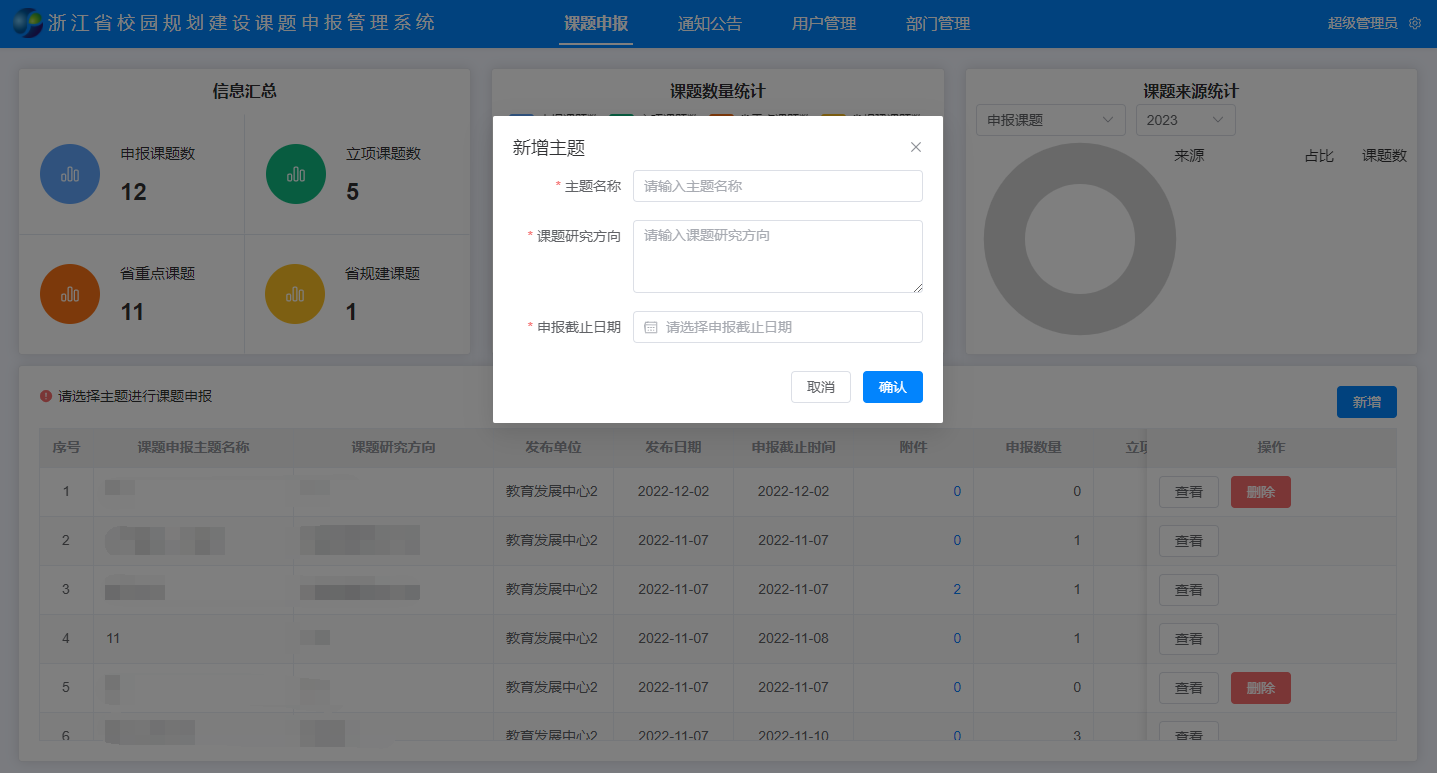 浙江省校园规划建设课题申报管理系统 课题申报 通知公告 用户管理 部门管理 超级管理员
信息汇总
申报课题数
12
立项课题数
5
省重点课题
11
省规建课题
1
课题数量统计
课题来源统计
申报课题 2023
来源 占比 课题数
新增主题
* 主题名称 请输入主题名称
* 课题研究方向 请输入课题研究方向
* 申报截止日期 请选择申报截止日期
取消 确认
请选择主题进行课题申报 新增
序号 课题申报主题名称 课题研究方向 发布单位 发布日期 申报截止时间 附件 申报数量 立项 操作
1 教育发展中心2 2022-12-02 2022-12-02 0 0 查看 删除
2 教育发展中心2 2022-11-07 2022-11-07 0 1 查看
3 教育发展中心2 2022-11-07 2022-11-07 2 1 查看
4 11 教育发展中心2 2022-11-07 2022-11-08 0 1 查看
5 教育发展中心2 2022-11-07 2022-11-07 0 0 查看 删除
6 教育发展中心2 2022-11-07 2022-11-10 0 3 查看